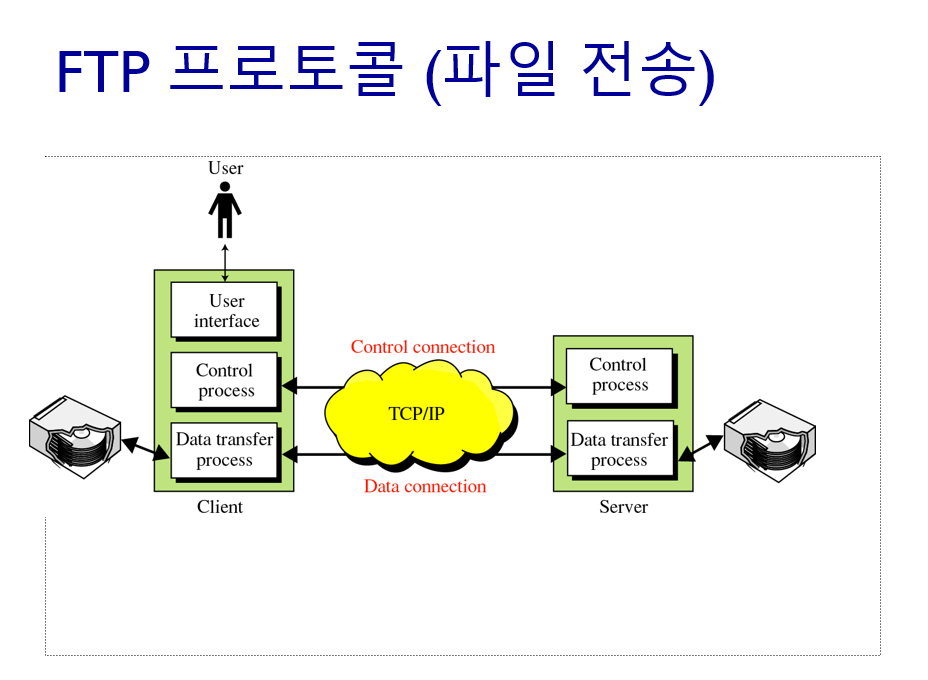 FTP 프로토콜 (파일 전송)
User
User
interface
Control
process
Data transfer
process
Client
Control connection
TCP/IP
Data connection
Control
process
Data transfer
process
Server